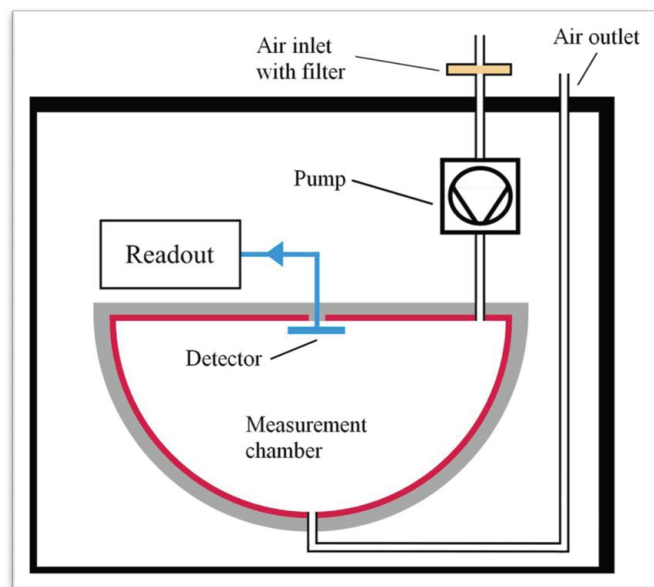 Air inlet
with filter
Air outlet
Pump
Readout
Detector
Measurement
chamber